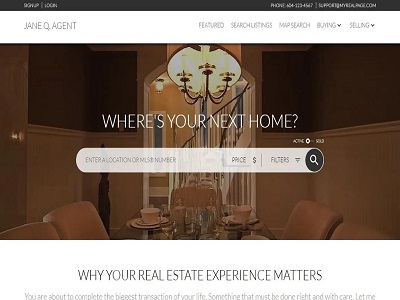 SIGNUP | LOGIN
PHONE: 604-123-4567 | SUPPORT@MYREALPAGE.COM
JANE Q. AGENT
FEATURED SEARCH LISTINGS MAP SEARCH BUYING SELLING
WHERE'S YOUR NEXT HOME?
ACTIVE SOLD
ENTER A LOCATION OR MLS® NUMBER PRICE $ FILTERS
WHY YOUR REAL ESTATE EXPERIENCE MATTERS
You are about to complete the biggest transaction of your life. Something that must be done right and with care. Let me